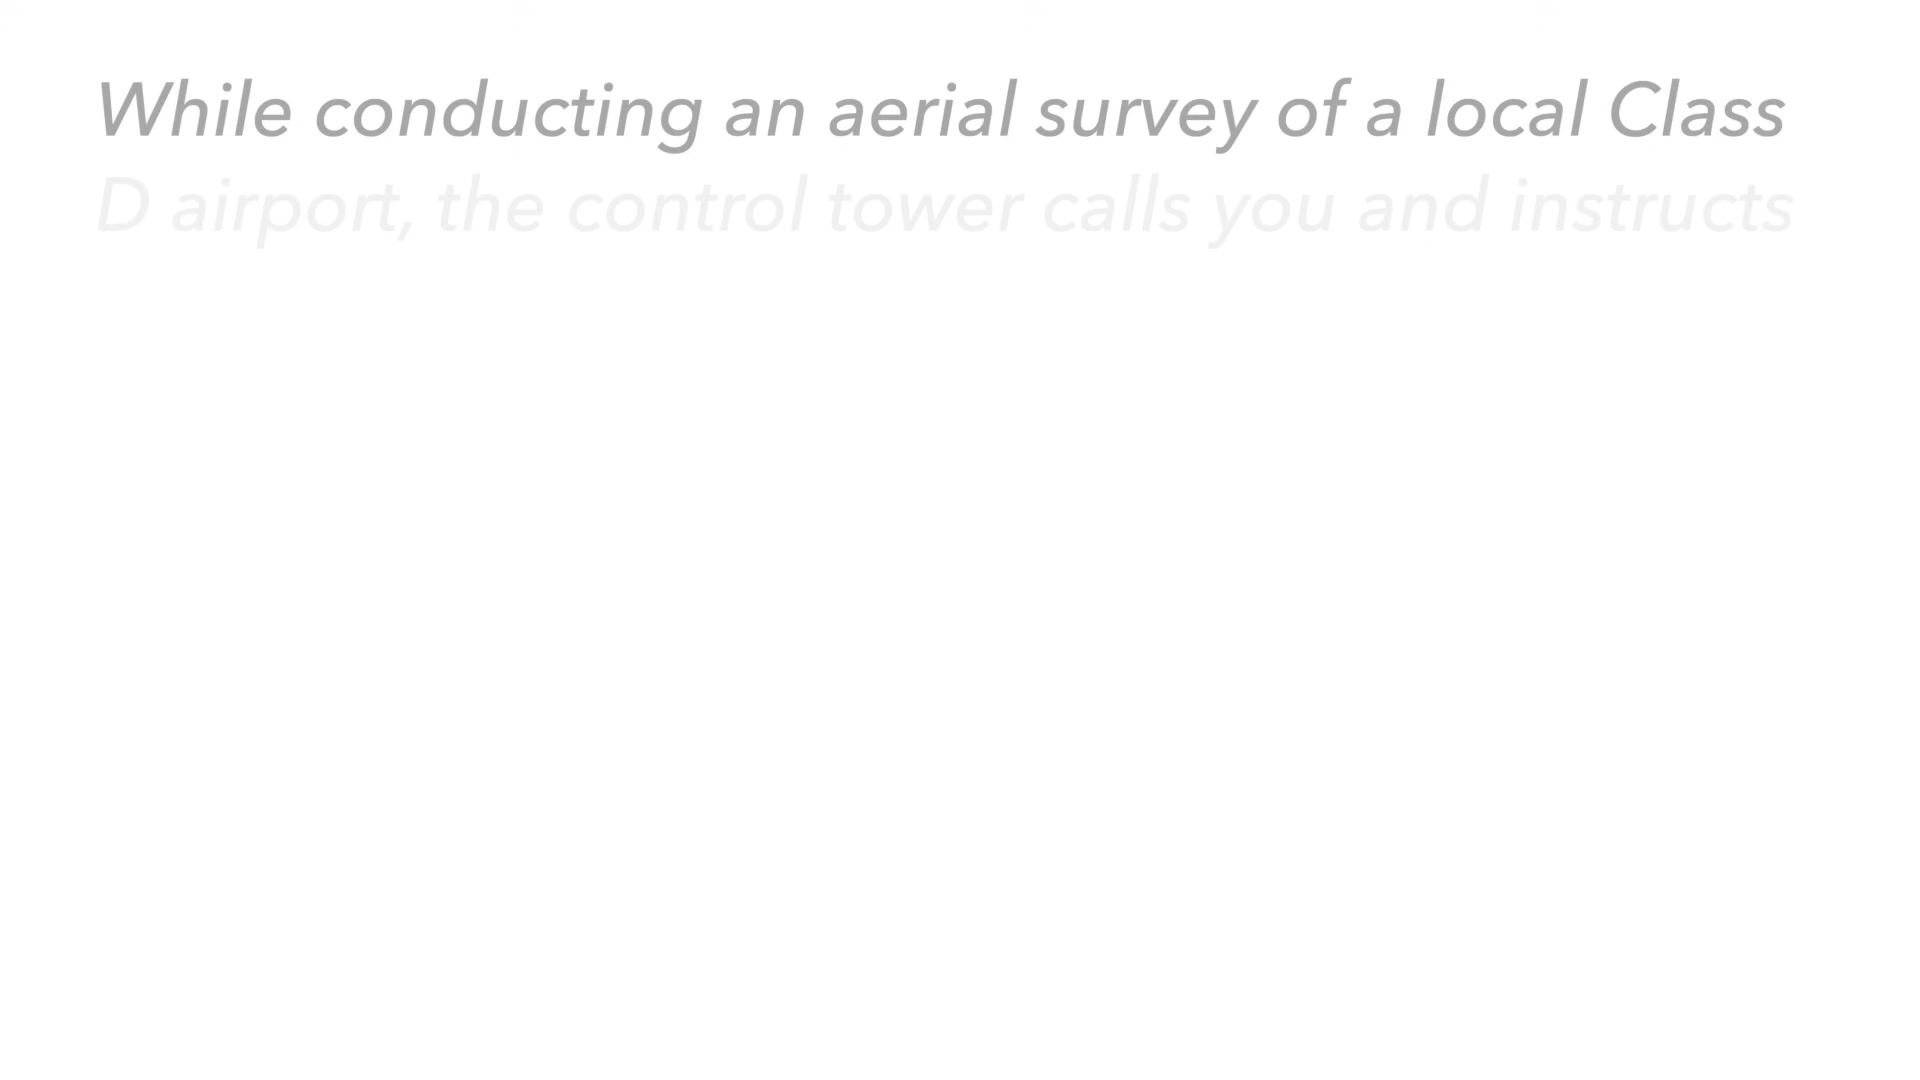 While conducting an aerial survey of a local Class
D airport, the control tower calls you and instructs